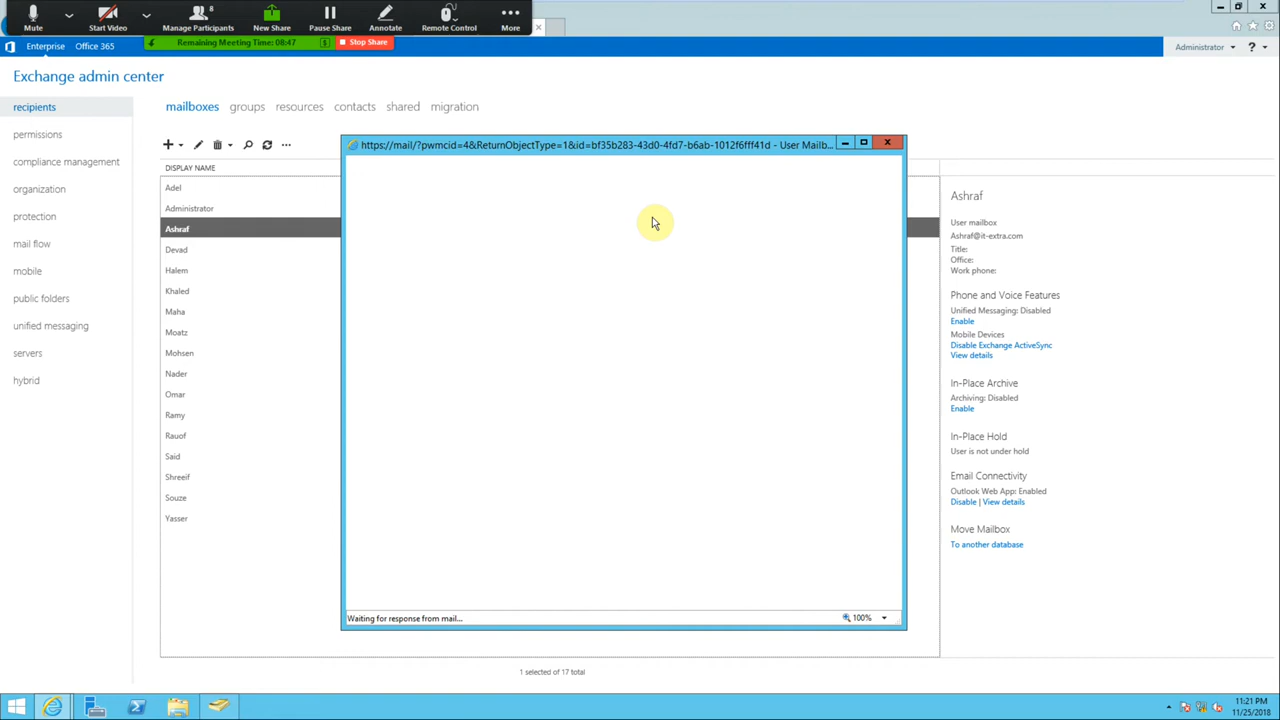 Mute
Start Video
Manage Participants
8
New Share
Pause Share
Annotate
Remote Control
More
Enterprise
Office 365
Remaining Meeting Time: 08:47
Stop Share
Administrator
?
Exchange admin center
recipients
permissions
compliance management
organization
protection
mail flow
mobile
public folders
unified messaging
servers
hybrid
mailboxes
groups
resources
contacts
shared
migration
DISPLAY NAME
Adel
Administrator
Ashraf
Devad
Halem
Khaled
Maha
Moatz
Mohsen
Nader
Omar
Ramy
Rauof
Said
Shreeif
Souze
Yasser
1 selected of 17 total
https://mail/?pwmcid=4&ReturnObjectType=1&id=bf35b283-43d0-4fd7-b6ab-1012f6fff41d - User Mailb...
Waiting for response from mail...
100%
Ashraf
User mailbox
Ashraf@it-extra.com
Title:
Office:
Work phone:
Phone and Voice Features
Unified Messaging: Disabled
Enable
Mobile Devices
Disable Exchange ActiveSync
View details
In-Place Archive
Archiving: Disabled
Enable
In-Place Hold
User is not under hold
Email Connectivity
Outlook Web App: Enabled
Disable | View details
Move Mailbox
To another database
11:21 PM
11/25/2018